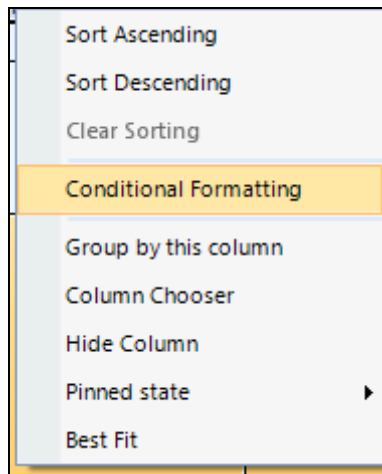 Sort Ascending
Sort Descending
Clear Sorting
Conditional Formatting
Group by this column
Column Chooser
Hide Column
Pinned state
Best Fit